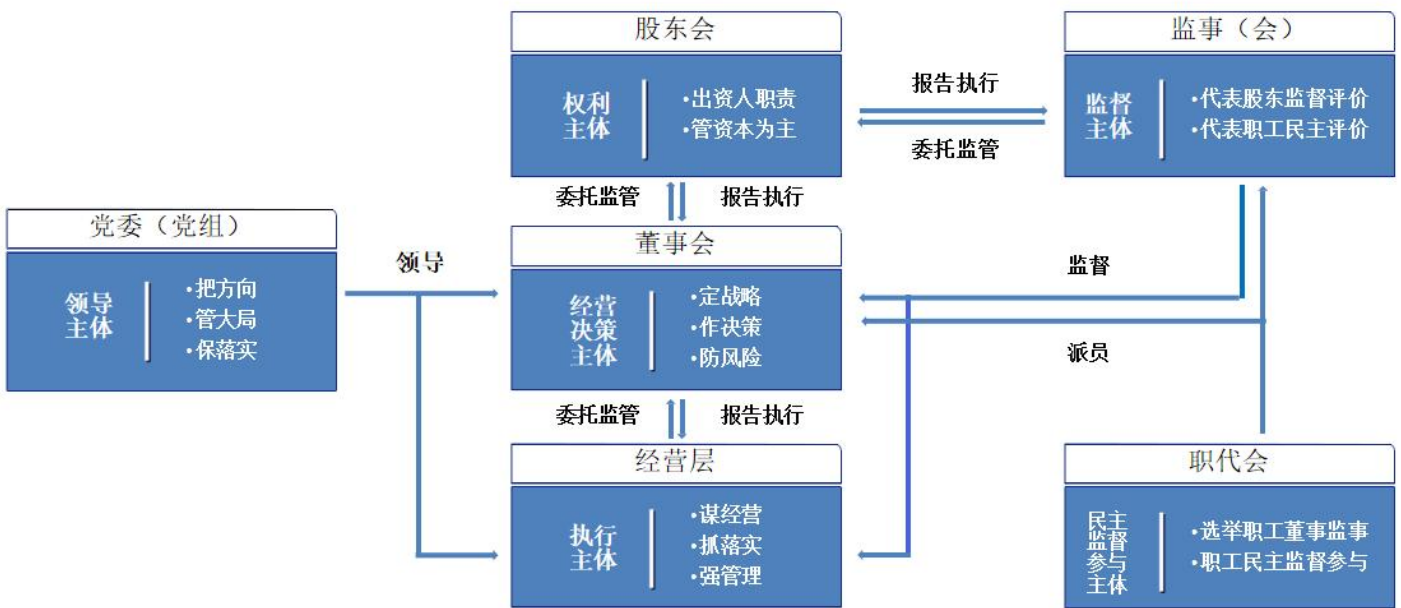 股东会
权利
主体
·出资人职责
·管资本为主
报告执行
委托监管
监事（会）
监督
主体
·代表股东监督评价
·代表职工民主评价
委托监管
报告执行
党委（党组）
领导
主体
·把方向
·管大局
·保落实
领导
董事会
经营
决策
主体
·定战略
·作决策
·防风险
监督
派员
委托监管
报告执行
经营层
执行
主体
·谋经营
·抓落实
·强管理
职代会
民主
监督
参与
主体
·选举职工董事监事
·职工民主监督参与